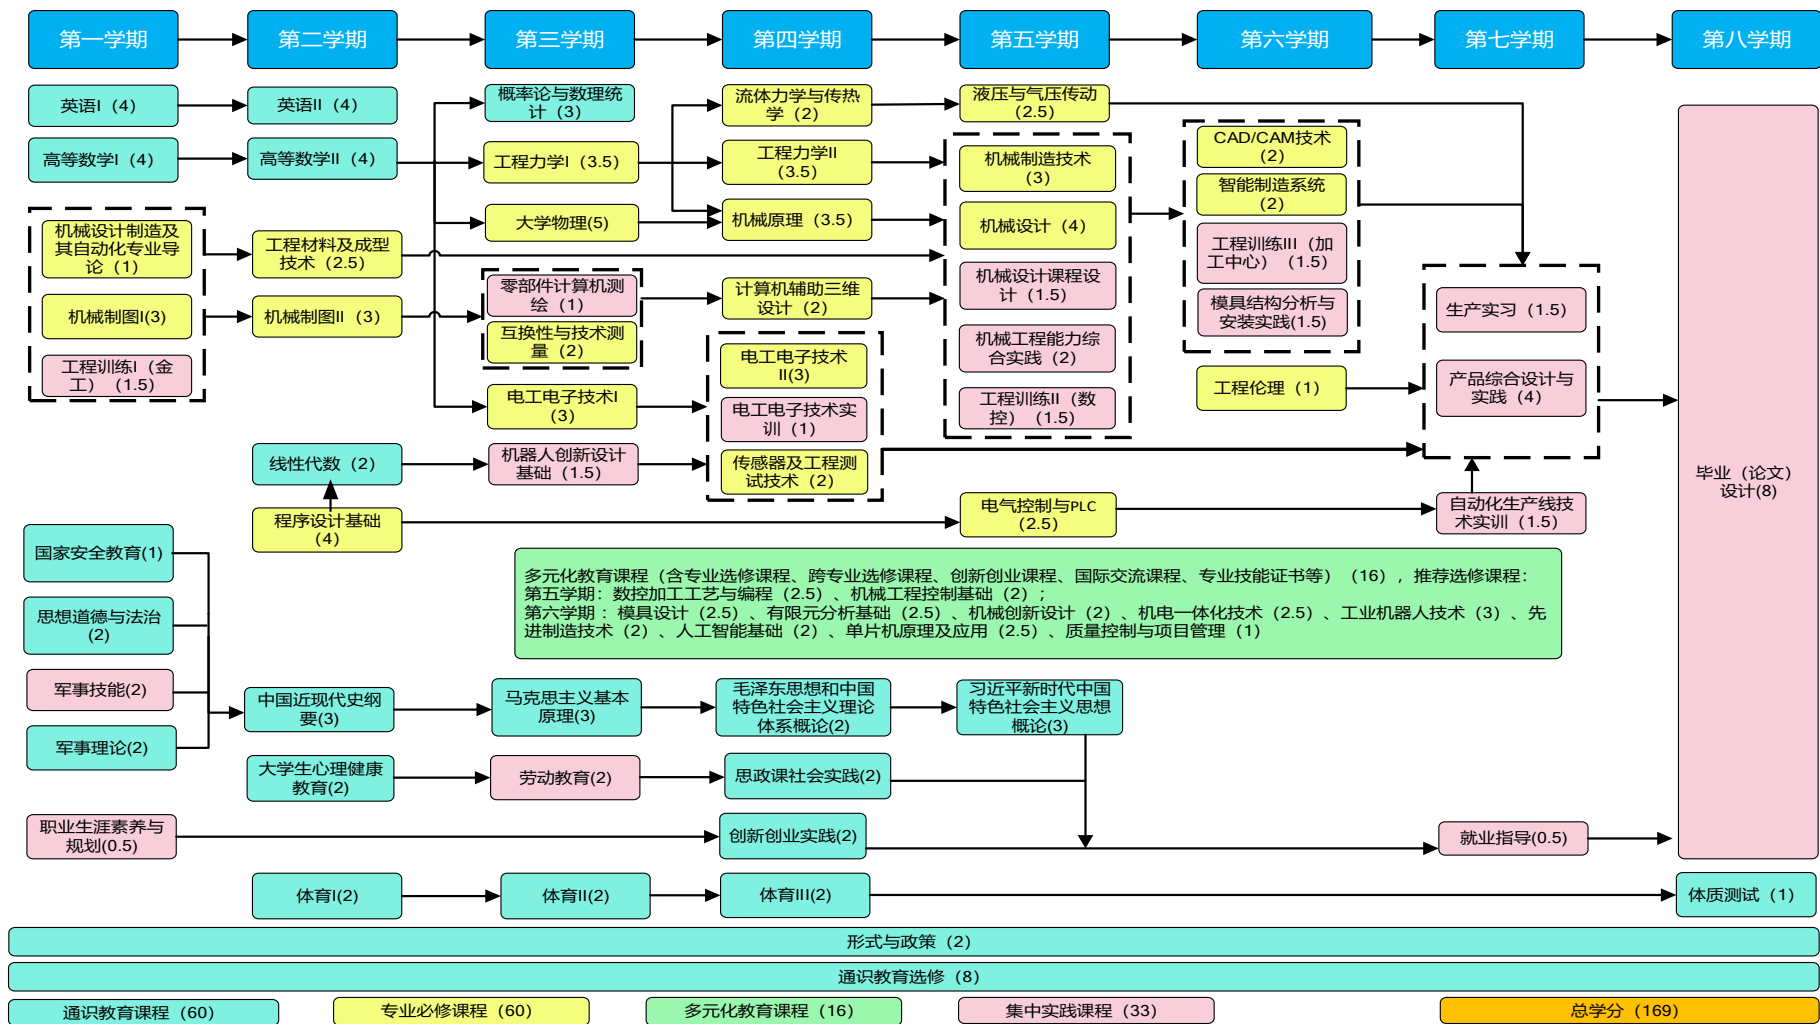 第一学期
第二学期
第三学期
第四学期
第五学期
第六学期
第七学期
第八学期
英语I（4）
英语II（4）
概率论与数理统
计（3）
流体力学与传热
学（2）
液压与气压传动
（2.5）
高等数学I（4）
高等数学II（4）
工程力学I（3.5）
工程力学II
（3.5）
机械制造技术
（3）
CAD/CAM技术
（2）
智能制造系统
（2）
大学物理(5)
机械原理（3.5）
机械设计（4）
机械设计制造及
其自动化专业导
论（1）
工程材料及成型
技术（2.5）
工程训练III（加
工中心）（1.5）
零部件计算机测
绘（1）
计算机辅助三维
设计（2）
机械设计课程设
计（1.5）
模具结构分析与
安装实践(1.5)
生产实习（1.5）
机械制图I(3)
机械制图II（3）
互换性与技术测
量（2）
机械工程能力综
合实践（2）
工程训练I（金
工）（1.5）
电工电子技术
II(3)
工程伦理（1）
产品综合设计与
实践（4）
电工电子技术I
（3）
电工电子技术实
训（1）
工程训练II（数
控）（1.5）
线性代数（2）
机器人创新设计
基础（1.5）
传感器及工程测
试技术（2）
毕业（论文）
设计(8)
程序设计基础
（4）
电气控制与PLC
（2.5）
自动化生产线技
术实训（1.5）
国家安全教育(1)
多元化教育课程（含专业选修课程、跨专业选修课程、创新创业课程、国际交流课程、专业技能证书等）（16），推荐选修课程：
第五学期：数控加工工艺与编程（2.5）、机械工程控制基础（2）；
第六学期：模具设计（2.5）、有限元分析基础（2.5）、机械创新设计（2）、机电一体化技术（2.5）、工业机器人技术（3）、先
进制造技术（2）、人工智能基础（2）、单片机原理及应用（2.5）、质量控制与项目管理（1）
思想道德与法治
(2)
军事技能(2)
中国近现代史纲
要(3)
马克思主义基本
原理(3)
毛泽东思想和中国
特色社会主义理论
体系概论(2)
习近平新时代中国
特色社会主义思想
概论(3)
军事理论(2)
大学生心理健康
教育(2)
劳动教育(2)
思政课社会实践(2)
职业生涯素养与
规划(0.5)
创新创业实践(2)
就业指导(0.5)
体育I(2)
体育II(2)
体育III(2)
体质测试（1）
形式与政策（2）
通识教育选修（8）
通识教育课程（60）
专业必修课程（60）
多元化教育课程（16）
集中实践课程（33）
总学分（169）